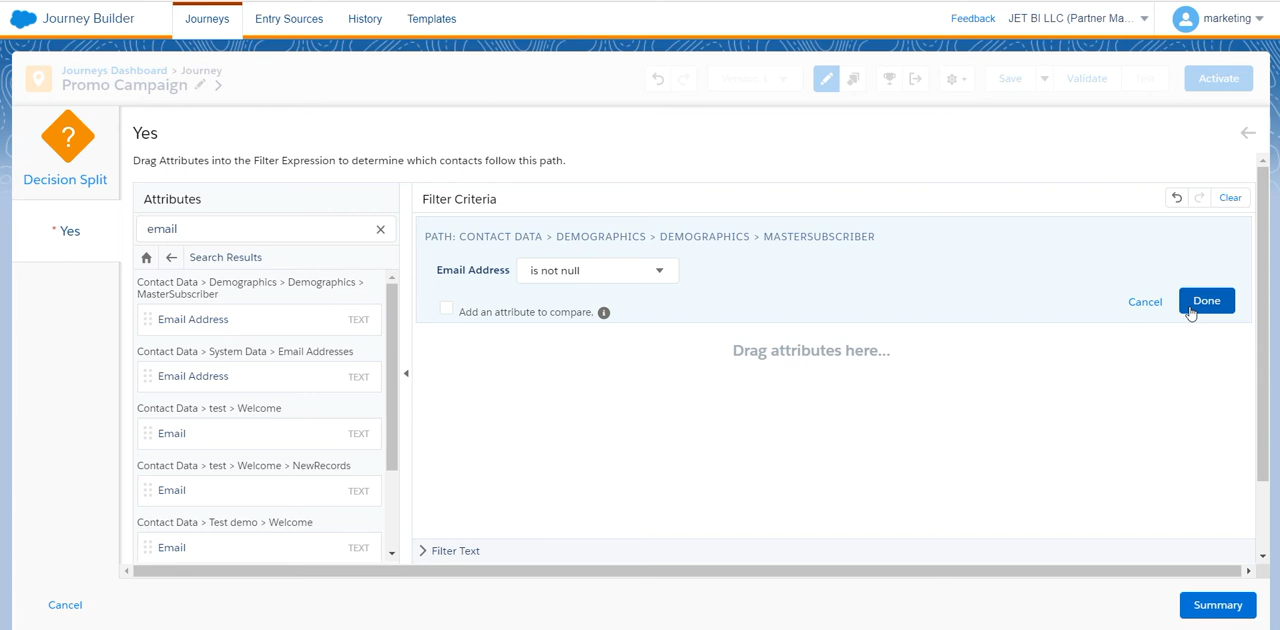 Journey Builder
Journeys
Entry Sources
History
Templates
Feedback
JET BI LLC (Partner Ma...
marketing
Journeys Dashboard > Journey
Promo Campaign
Save
Validate
Test
Activate
?
Decision Split
* Yes
Yes
Drag Attributes into the Filter Expression to determine which contacts follow this path.
Attributes
email
Search Results
Contact Data > Demographics > Demographics >
MasterSubscriber
Email Address TEXT
Contact Data > System Data > Email Addresses
Email Address TEXT
Contact Data > test > Welcome
Email TEXT
Contact Data > test > Welcome > NewRecords
Email TEXT
Contact Data > Test demo > Welcome
Email TEXT
Filter Criteria
Clear
PATH: CONTACT DATA > DEMOGRAPHICS > DEMOGRAPHICS > MASTERSUBSCRIBER
Email Address is not null
Add an attribute to compare.
Cancel
Done
Drag attributes here...
Filter Text
Cancel
Summary